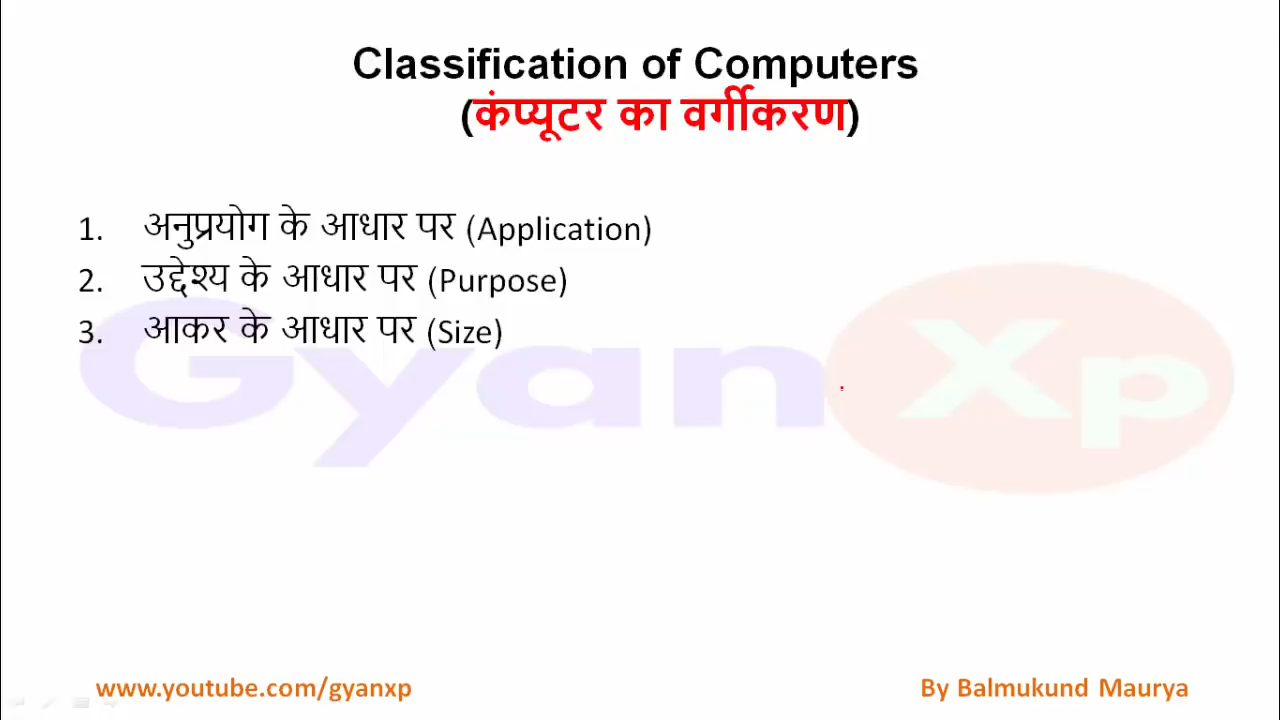 Classification of Computers
(कंप्यूटर का वर्गीकरण)
1. अनुप्रयोग के आधार पर (Application)
2. उद्देश्य के आधार पर (Purpose)
3. आकर के आधार पर (Size)
Gyan Xp
www.youtube.com/gyanxp
By Balmukund Maurya